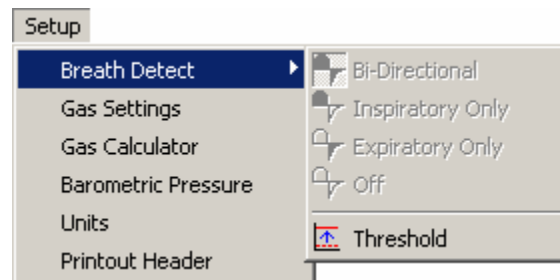 Setup
Breath Detect
Gas Settings
Gas Calculator
Barometric Pressure
Units
Printout Header
Bi-Directional
Inspiratory Only
Expiratory Only
Off
Threshold